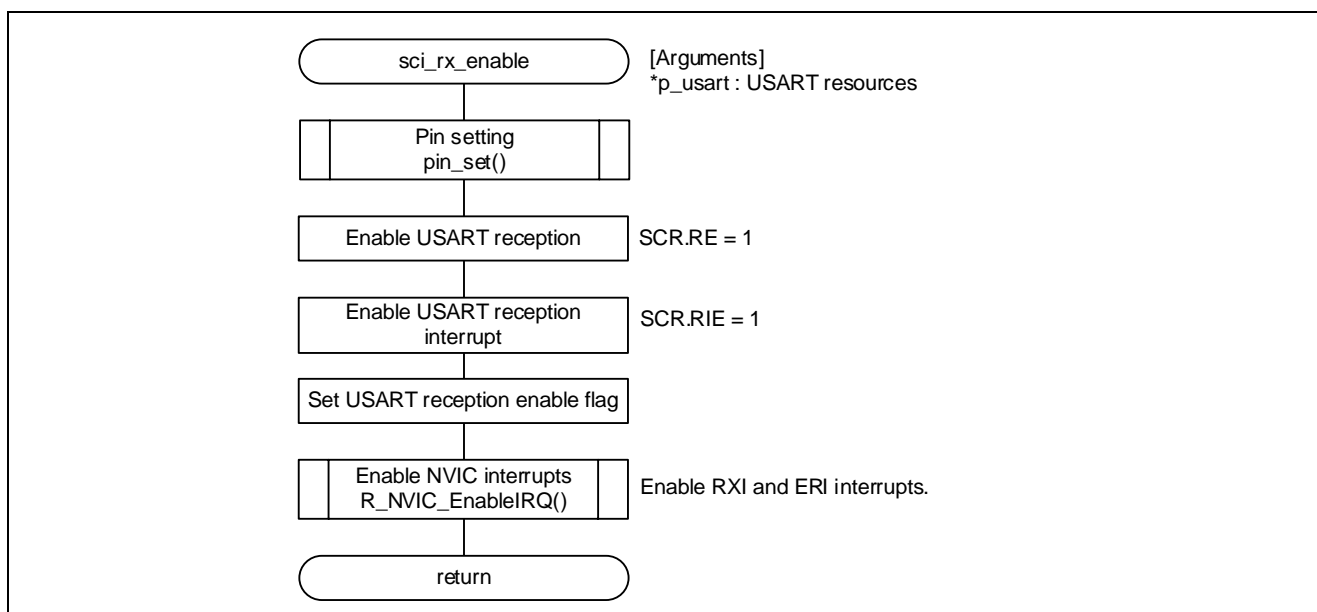 sci_rx_enable
[Arguments]
*p_usart : USART resources
Pin setting
pin_set()
Enable USART reception
SCR.RE = 1
Enable USART reception
interrupt
SCR.RIE = 1
Set USART reception enable flag
Enable NVIC interrupts
R_NVIC_EnableIRQ()
Enable RXI and ERI interrupts.
return